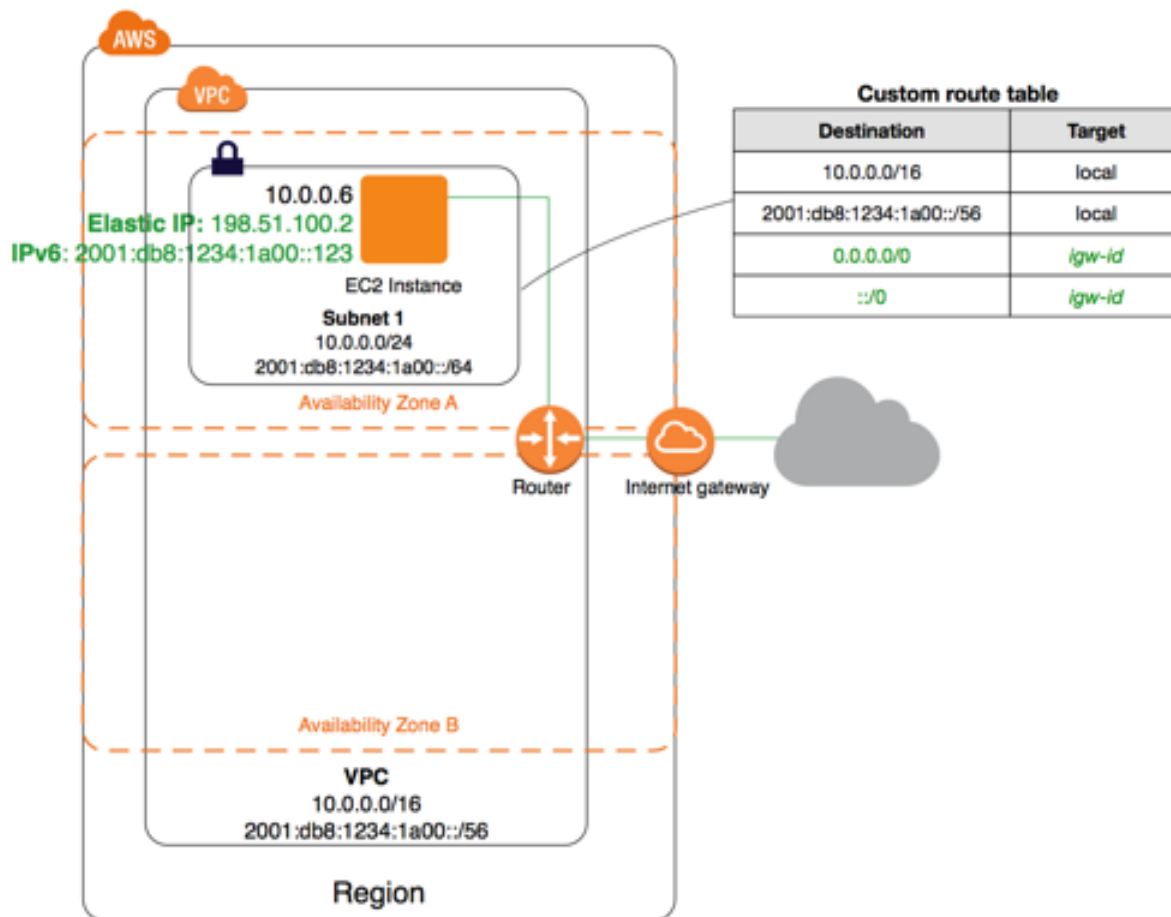 AWS
VPC
Custom route table
Destination Target
10.0.0.0/16 local
2001:db8:1234:1a00::/56 local
0.0.0.0/0 igw-id
::/0 igw-id
10.0.0.6
Elastic IP: 198.51.100.2
IPv6: 2001:db8:1234:1a00::123
EC2 Instance
Subnet 1
10.0.0.0/24
2001:db8:1234:1a00::/64
Availability Zone A
Router
Internet gateway
Availability Zone B
VPC
10.0.0.0/16
2001:db8:1234:1a00::/56
Region